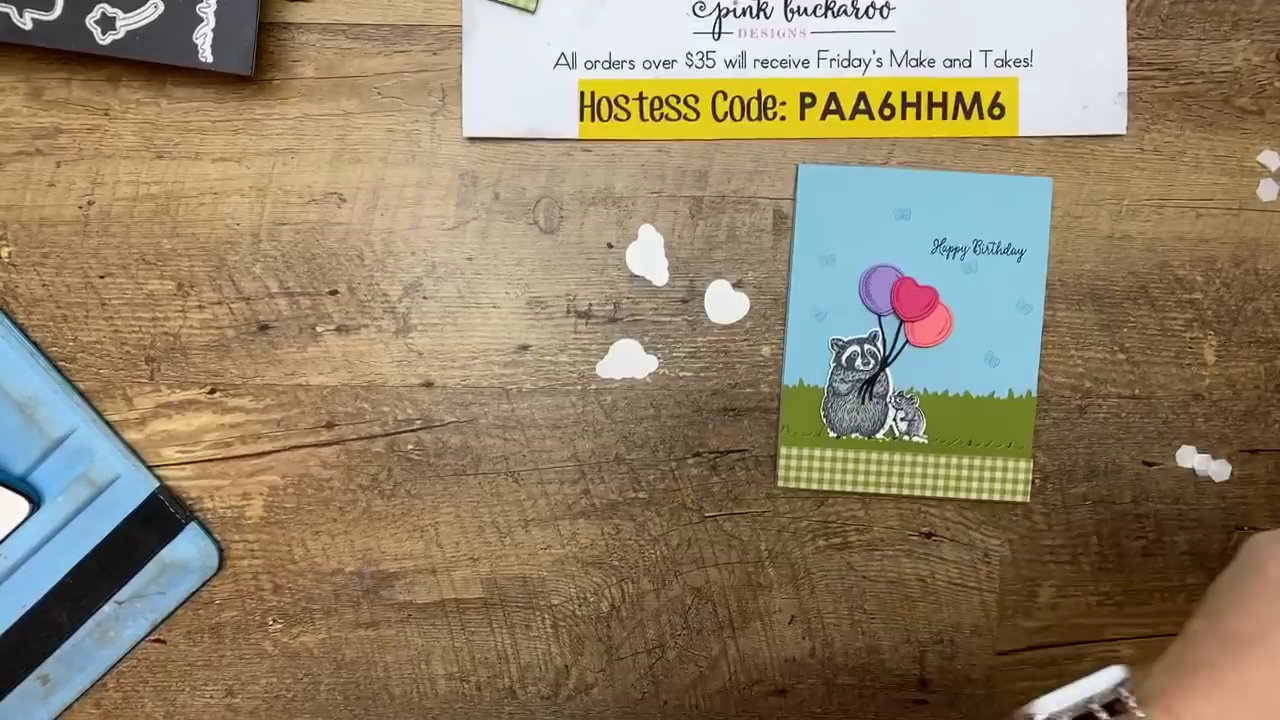 pink buckaroo
DESIGNS
All orders over $35 will receive Friday's Make and Takes!
Hostess Code: PAA6HHM6
Happy Birthday